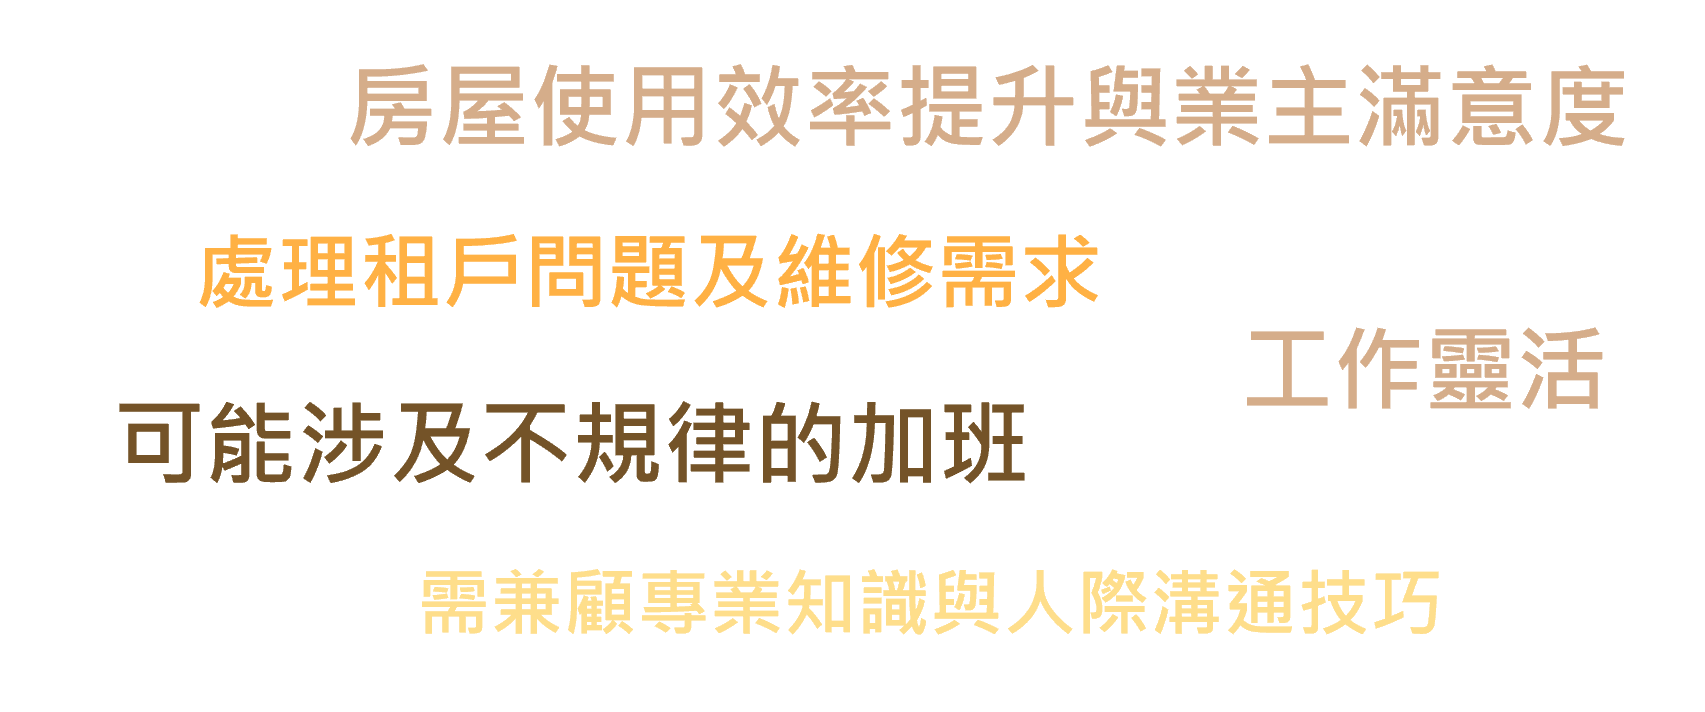 房屋使用效率提升與業主滿意度
處理租戶問題及維修需求
工作靈活
可能涉及不規律的加班
需兼顧專業知識與人際溝通技巧